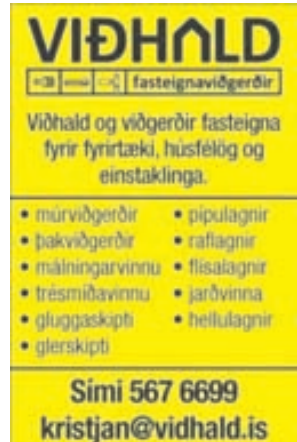 VIÐHALD
fasteignaviðgerðir
Viðhald og viðgerðir fasteigna
fyrir fyrirtæki, húsfélög og
einstaklinga.
• múrviðgerðir
• þakviðgerðir
• málningarvinnu
• trésmíðavinnu
• gluggaskipti
• glerskipti
• pípulagnir
• raflagnir
• flísalagnir
• jarðvinna
• hellulagnir
Sími 567 6699
kristjan@vidhald.is